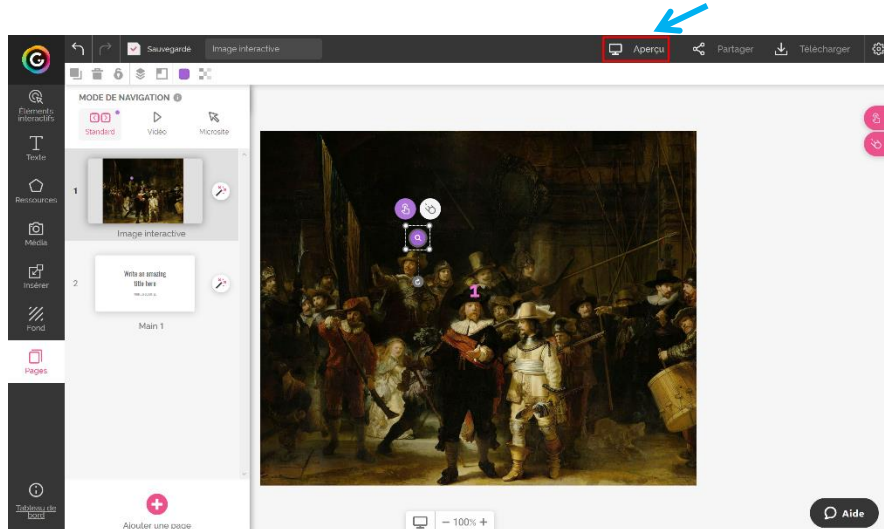 Sauvegardé
Image interactive
Aperçu
Partager
Télécharger
Éléments
interactifs
Texte
Ressources
Média
Insérer
Fond
Pages
Tableau de
bord
MODE DE NAVIGATION
Standard
Vidéo
Microsite
1
Image interactive
2
Write an amazing
title here
Main 1
Ajouter une page
1
− 100% +
Aide